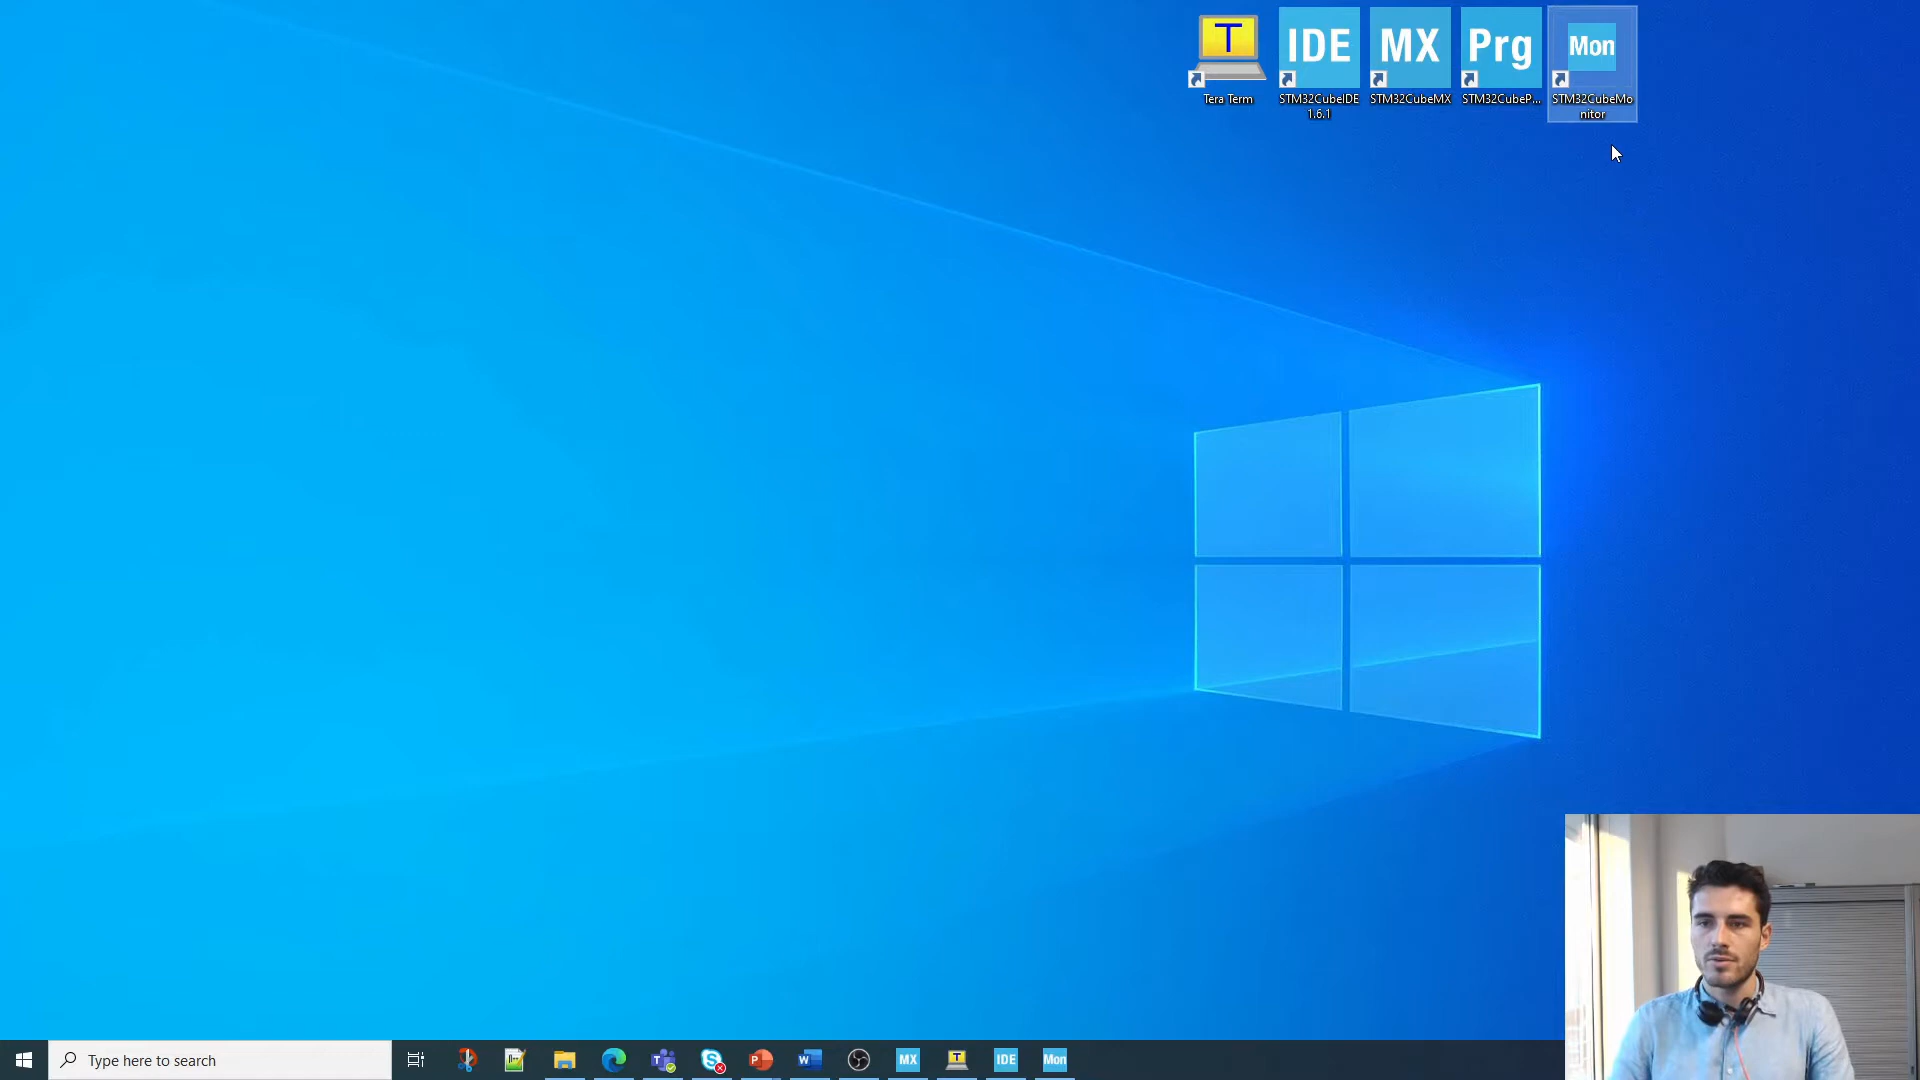 T
IDE
MX
Prg
Mon
Tera Term
STM32CubeIDE
1.6.1
STM32CubeMX
STM32CubeP...
STM32CubeMo
nitor
Type here to search
MX
T
IDE
Mon